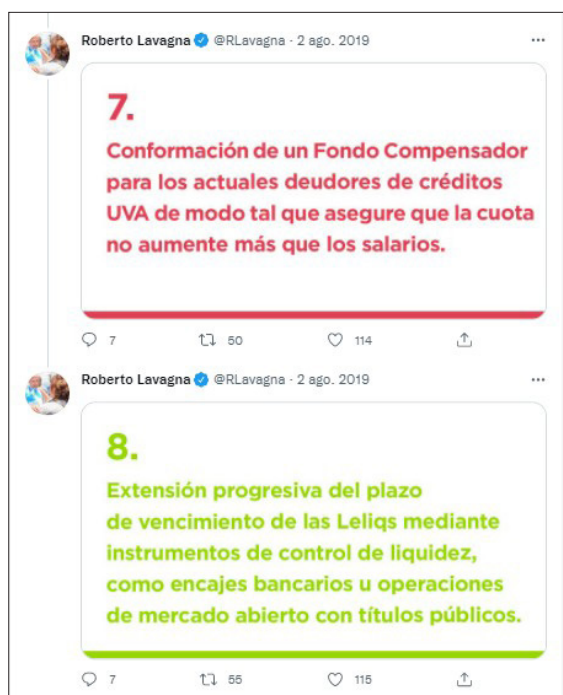 Roberto Lavagna @RLavagna · 2 ago. 2019 ...
7.
Conformación de un Fondo Compensador
para los actuales deudores de créditos
UVA de modo tal que asegure que la cuota
no aumente más que los salarios.
7 50 114
Roberto Lavagna @RLavagna · 2 ago. 2019 ...
8.
Extensión progresiva del plazo
de vencimiento de las Leliqs mediante
instrumentos de control de liquidez,
como encajes bancarios u operaciones
de mercado abierto con títulos públicos.
7 55 115